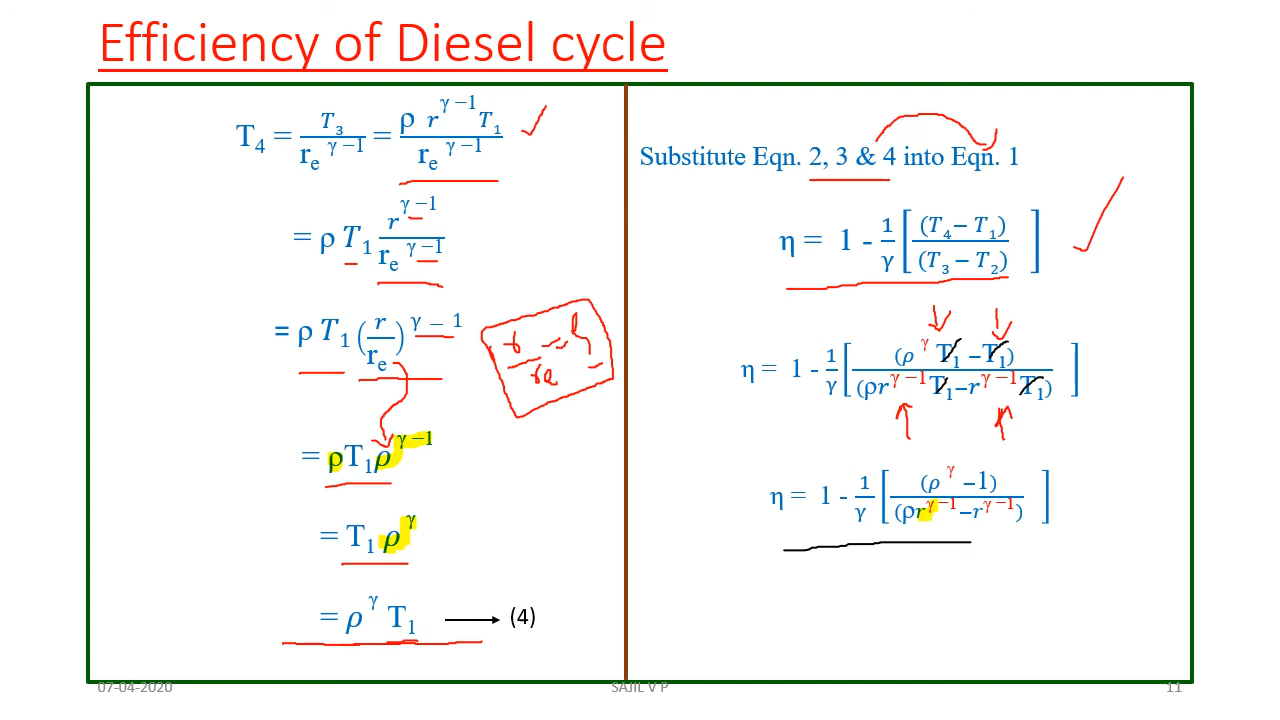 Efficiency of Diesel cycle
T₄ = T₃ / rₑ^(γ −1) = ρ r^(γ −1) T₁ / rₑ^(γ −1)
= ρ T₁ r^(γ −1) / rₑ^(γ −1)
= ρ T₁ (r / rₑ)^(γ − 1)
r / re = ρ
= ρT₁ρ^(γ −1)
= T₁ ρ^γ
= ρ^γ T₁ → (4)
Substitute Eqn. 2, 3 & 4 into Eqn. 1
η = 1 - 1/γ [ (T₄− T₁) / (T₃ − T₂) ]
η = 1 - 1/γ [ (ρ^γ T₁ −T₁) / (ρr^(γ −1)T₁−r^(γ −1)T₁) ]
η = 1 - 1/γ [ (ρ^γ −1) / (ρr^(γ −1)−r^(γ −1)) ]
07-04-2020
SAJIL V P
11